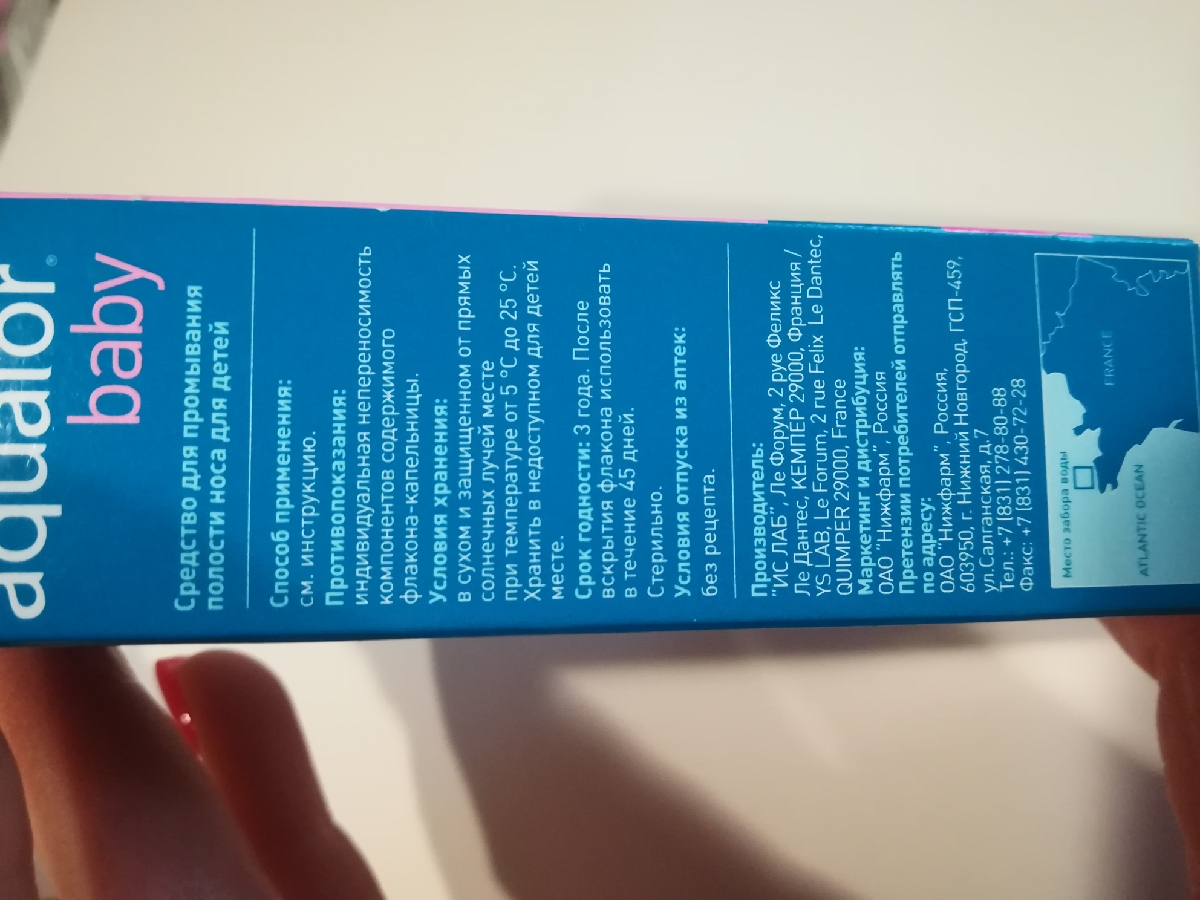 aqualor®
baby
Средство для промывания
полости носа для детей
Способ применения:
см. инструкцию.
Противопоказания:
индивидуальная непереносимость
компонентов содержимого
флакона-капельницы.
Условия хранения:
в сухом и защищенном от прямых
солнечных лучей месте
при температуре от 5 °C до 25 °C.
Хранить в недоступном для детей
месте.
Срок годности: 3 года. После
вскрытия флакона использовать
в течение 45 дней.
Стерильно.
Условия отпуска из аптек:
без рецепта.
Производитель:
"ИС ЛАБ", Ле Форум, 2 руе Феликс
Ле Дантес, КЕМПЕР 29000, Франция /
YS LAB, Le Forum, 2 rue Felix Le Dantec,
QUIMPER 29000, France
Маркетинг и дистрибуция:
ОАО "Нижфарм", Россия
Претензии потребителей отправлять
по адресу:
ОАО "Нижфарм", Россия,
603950, г. Нижний Новгород, ГСП-459,
ул.Салганская, д.7
Тел.: +7(831)278-80-88
Факс: +7(831)430-72-28
Место забора воды
FRANCE
ATLANTIC OCEAN